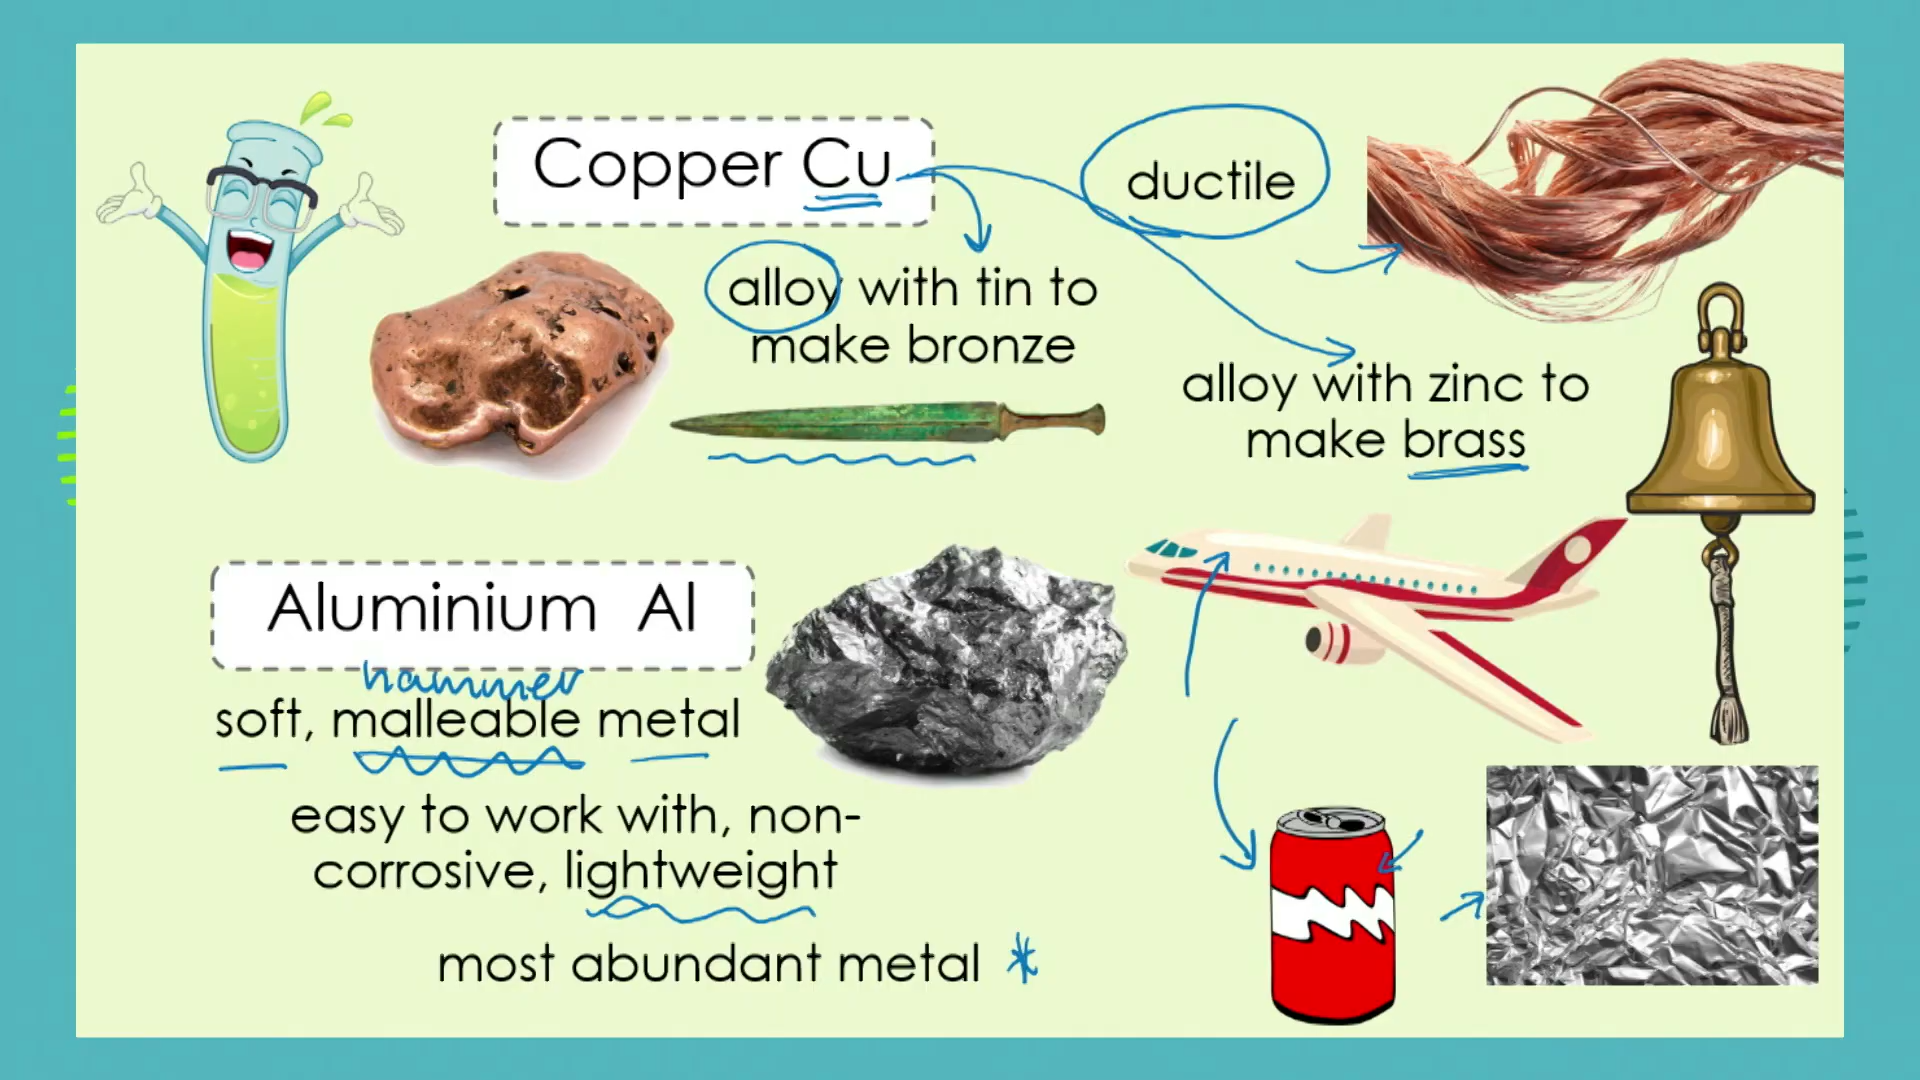 Copper Cu
ductile
alloy with tin to
make bronze
alloy with zinc to
make brass
Aluminium Al
hammer
soft, malleable metal
easy to work with, non-
corrosive, lightweight
most abundant metal *